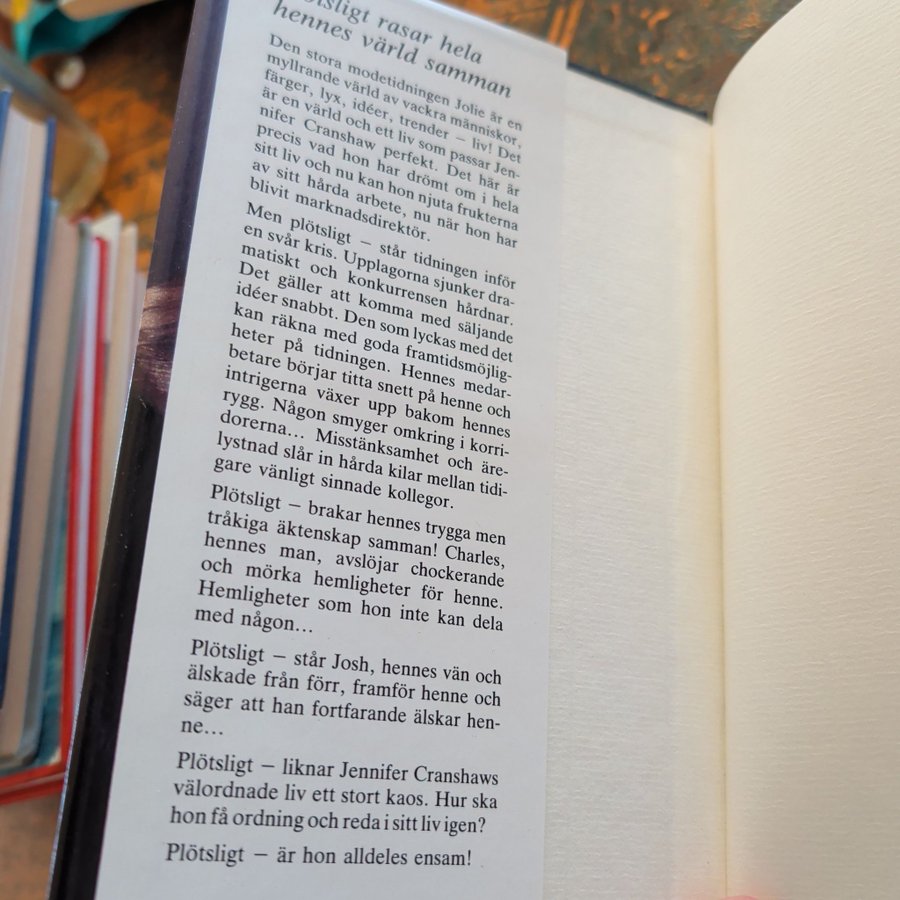 rasar hela
hennes värld samman
Den stora modetidningen Jolie är en
myllrande värld av vackra människor,
färger, lyx, idéer, trender – liv! Det
är en värld och ett liv som passar Jen-
nifer Cranshaw perfekt. Det här är
precis vad hon har drömt om i hela
sitt liv och nu kan hon njuta frukterna
av sitt hårda arbete, nu när hon har
blivit marknadsdirektör.
Men plötsligt – står tidningen inför
en svår kris. Upplagorna sjunker dra-
matiskt och konkurrensen hårdnar.
Det gäller att komma med säljande
idéer snabbt. Den som lyckas med det
kan räkna med goda framtidsmöjlig-
heter på tidningen. Hennes medar-
betare börjar titta snett på henne och
intrigerna växer upp bakom hennes
rygg. Någon smyger omkring i korri-
dorerna... Misstänksamhet och äre-
lystnad slår in hårda kilar mellan tidi-
gare vänligt sinnade kollegor.
Plötsligt – brakar hennes trygga men
tråkiga äktenskap samman! Charles,
hennes man, avslöjar chockerande
och mörka hemligheter för henne.
Hemligheter som hon inte kan dela
med någon...
Plötsligt – står Josh, hennes vän och
älskade från förr, framför henne och
säger att han fortfarande älskar hen-
ne...
Plötsligt – liknar Jennifer Cranshaws
välordnade liv ett stort kaos. Hur ska
hon få ordning och reda i sitt liv igen?
Plötsligt – är hon alldeles ensam!